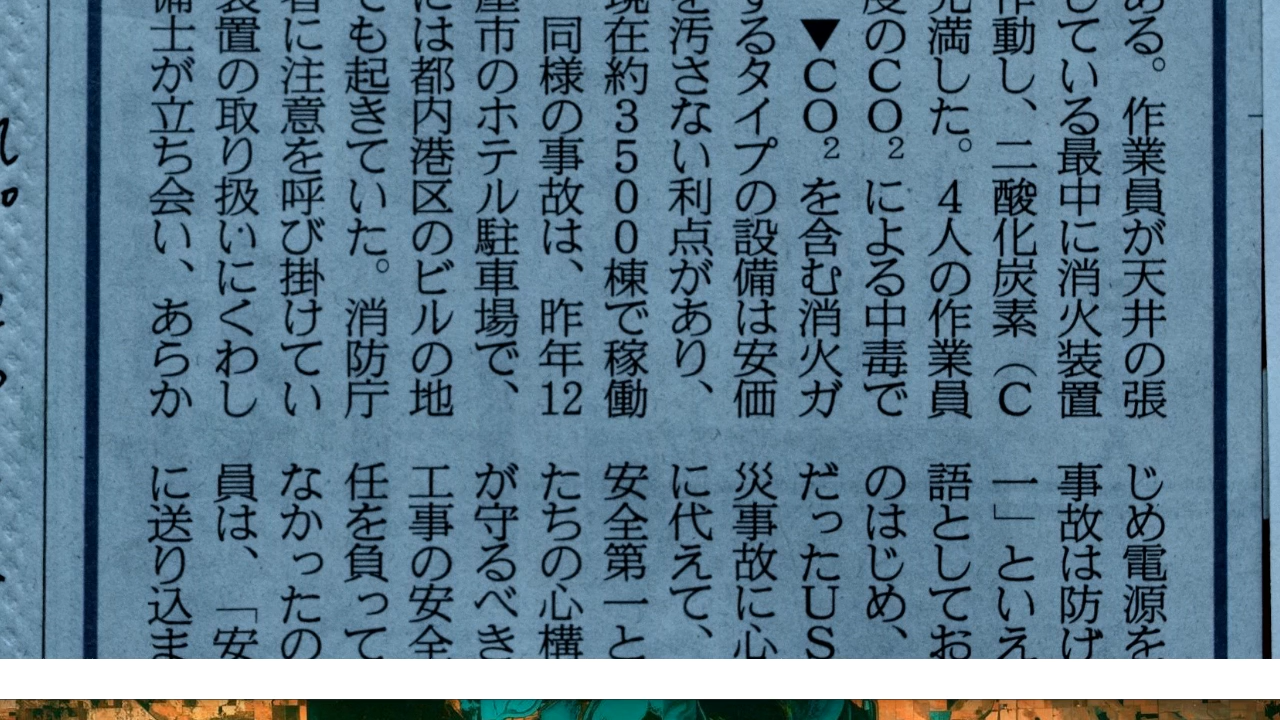 ある。作業員が天井の張
している最中に消火装置
作動し、二酸化炭素（Ｃ
充満した。４人の作業員
度のＣＯ２による中毒で
▼ＣＯ２を含む消火ガ
するタイプの設備は安価
を汚さない利点があり、
現在約３５００棟で稼働
同様の事故は、昨年12
屋市のホテル駐車場で、
には都内港区のビルの地
でも起きていた。消防庁
者に注意を呼び掛けてい
装置の取り扱いにくわし
備士が立ち会い、あらか
じめ電源を
事故は防げ
一」といえ
語としてお
のはじめ、
だったＵＳ
災事故に心
に代えて、
安全第一と
たちの心構
が守るべき
工事の安全
任を負って
なかったの
員は、「安
に送り込ま